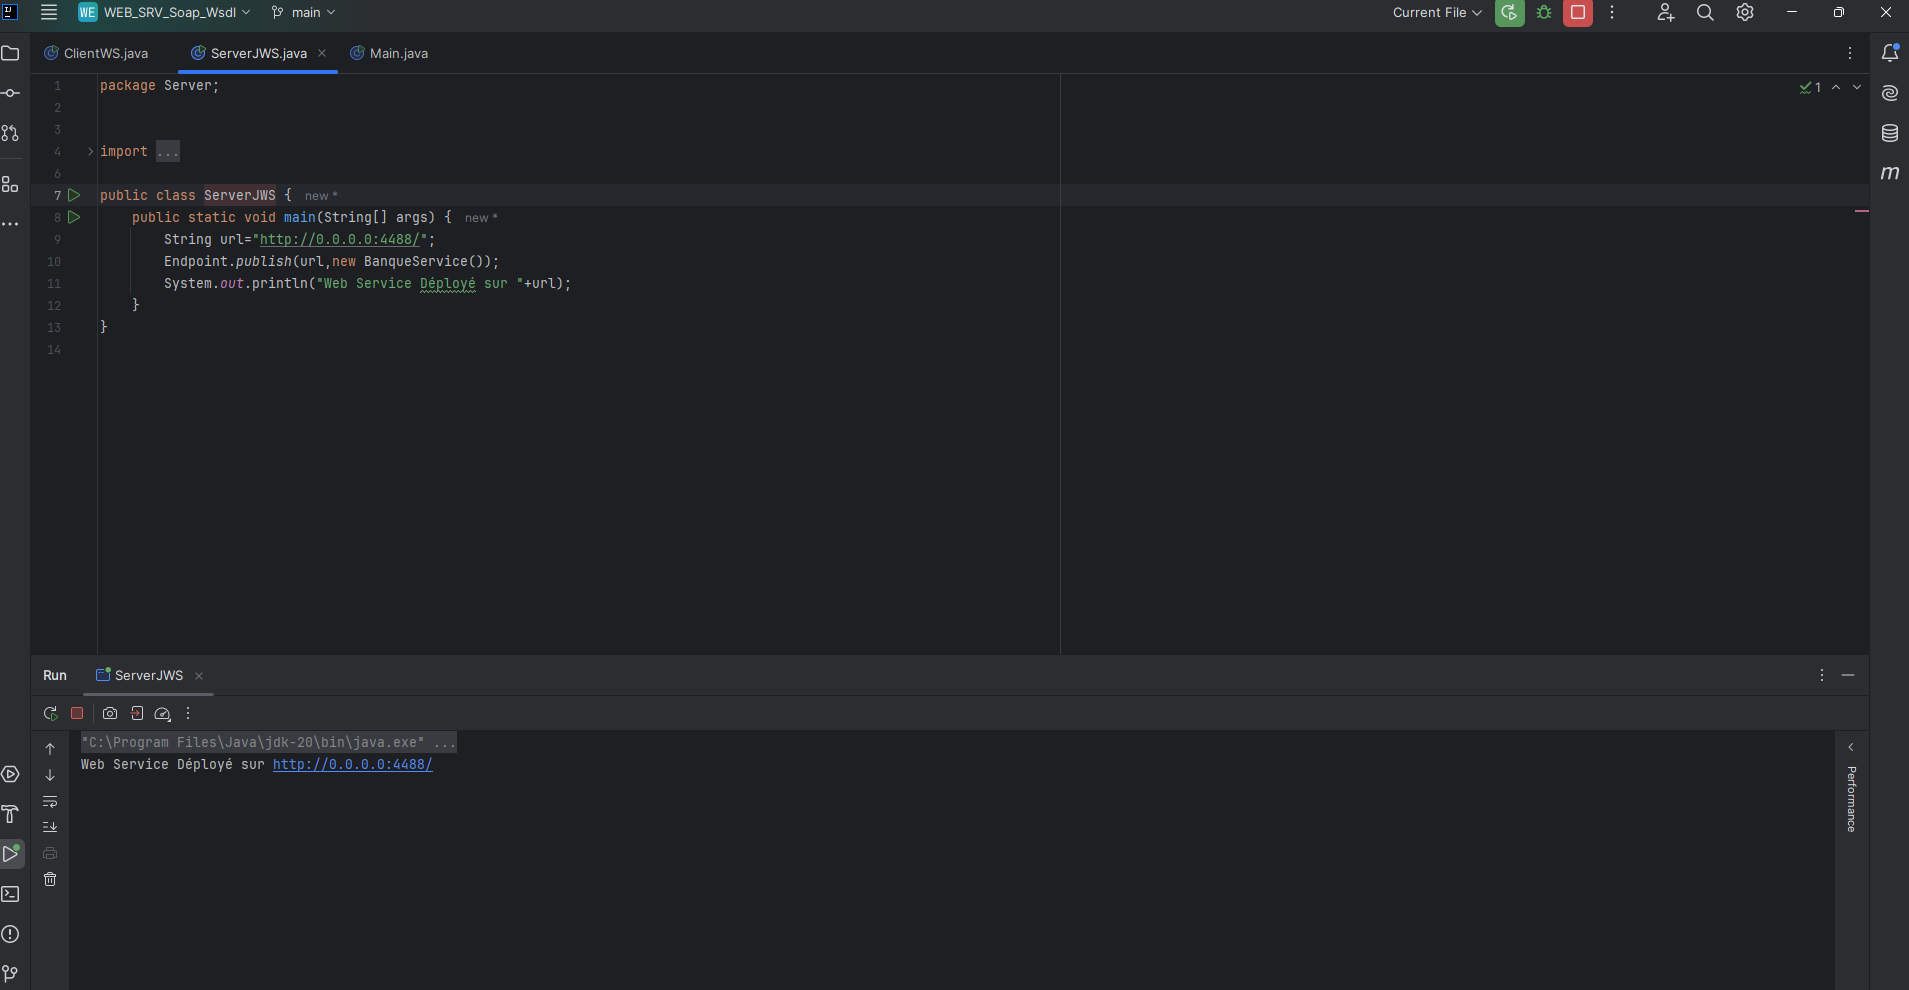 WE WEB_SRV_Soap_Wsdl main Current File
ClientWS.java ServerJWS.java Main.java
1 package Server; 1
2
3
4 import ...
6
7 public class ServerJWS { new *
8 public static void main(String[] args) { new *
9 String url="http://0.0.0.0:4488/";
10 Endpoint.publish(url,new BanqueService());
11 System.out.println("Web Service Déployé sur "+url);
12 }
13 }
14
Run ServerJWS
"C:\Program Files\Java\jdk-20\bin\java.exe" ...
Web Service Déployé sur http://0.0.0.0:4488/
Performance